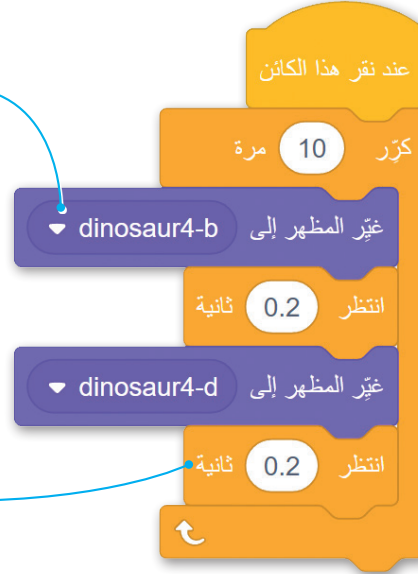 عند نقر هذا الكائن
كرِّر 10 مرة
غيِّر المظهر إلى dinosaur4-b
انتظر 0.2 ثانية
غيِّر المظهر إلى dinosaur4-d
انتظر 0.2 ثانية